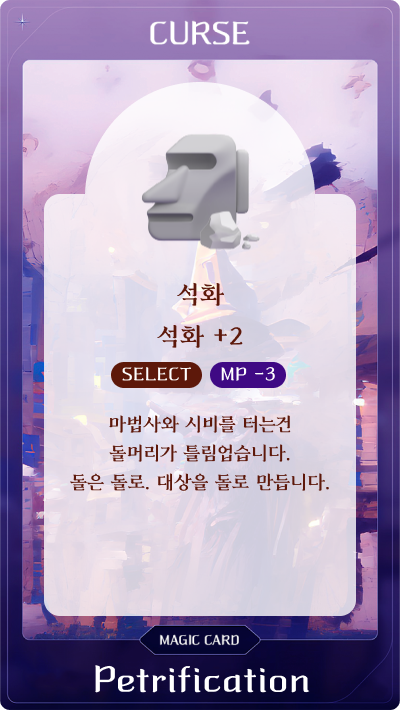 CURSE
석화
석화 +2
SELECT MP -3
마법사와 시비를 터는건
돌머리가 틀림업습니다.
돌은 돌로. 대상을 돌로 만듭니다.
MAGIC CARD
Petrification